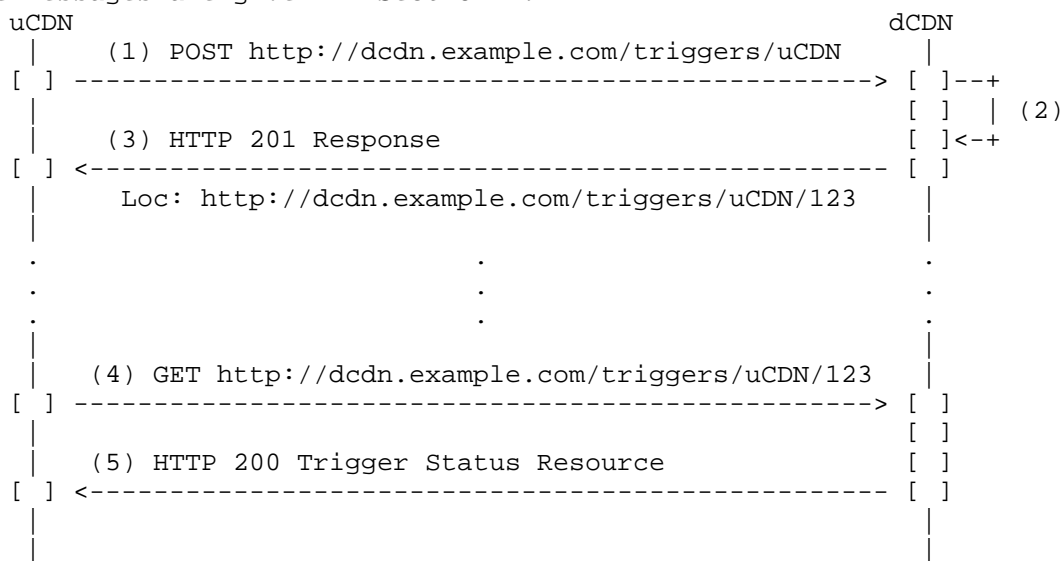 uCDN dCDN
| (1) POST http://dcdn.example.com/triggers/uCDN |
[ ] --------------------------------------------------> [ ]--+
| [ ] | (2)
| (3) HTTP 201 Response [ ]<-+
[ ] <-------------------------------------------------- [ ]
| Loc: http://dcdn.example.com/triggers/uCDN/123 |
| |
. . .
. . .
. . .
| |
| (4) GET http://dcdn.example.com/triggers/uCDN/123 |
[ ] --------------------------------------------------> [ ]
| [ ]
| (5) HTTP 200 Trigger Status Resource [ ]
[ ] <-------------------------------------------------- [ ]
| |
| |